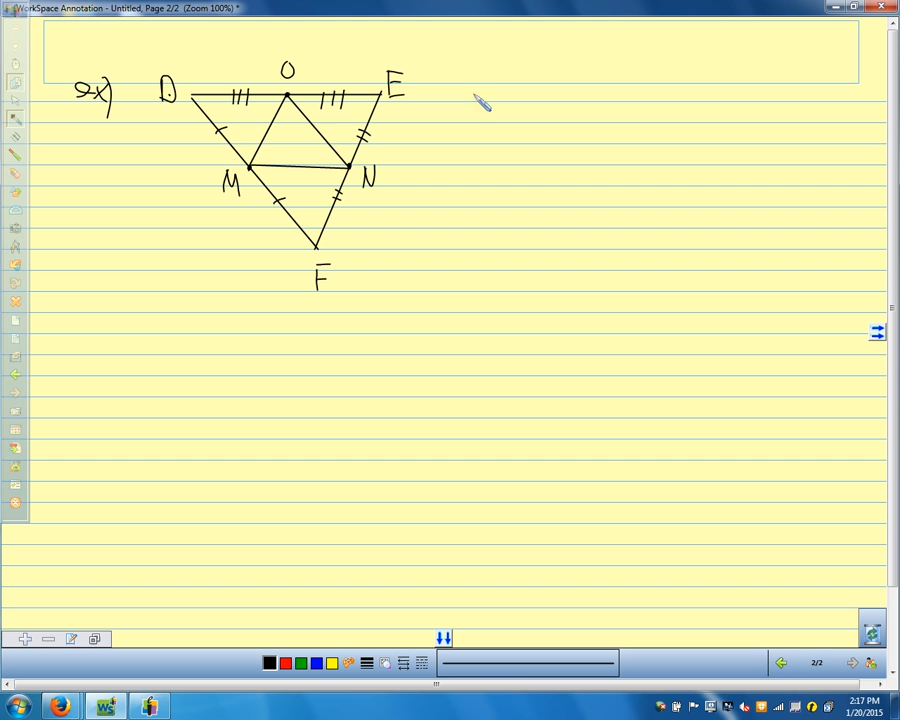 WorkSpace Annotation - Untitled, Page 2/2 (Zoom 100%) *
ex) D O E
M N
F
2/2
2:17 PM
1/20/2015